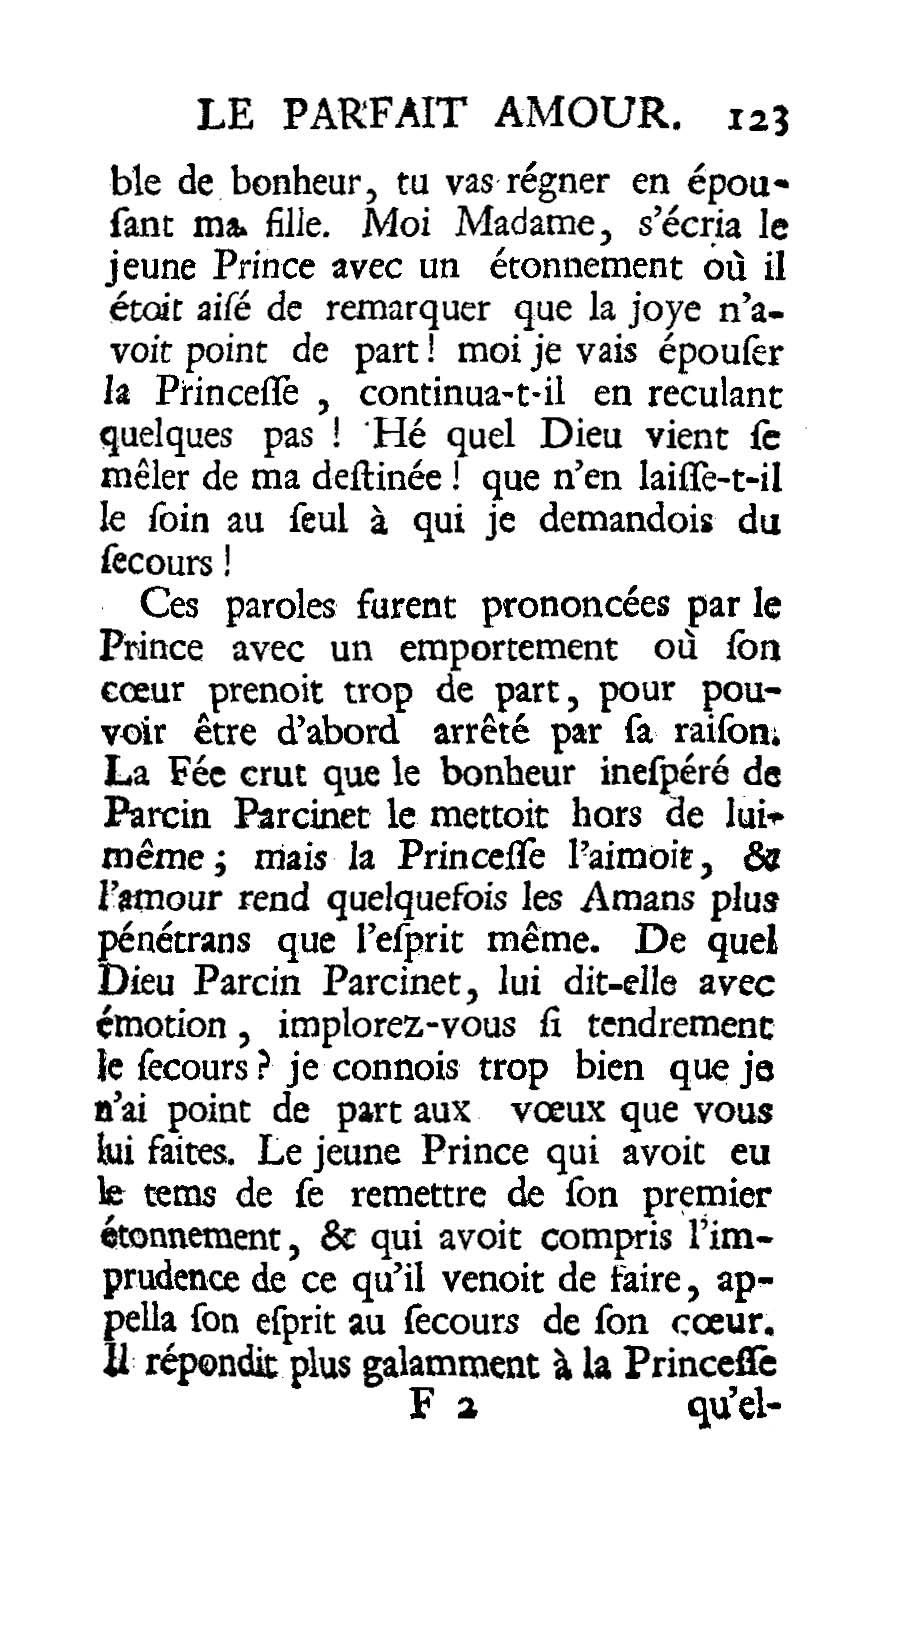 LE PARFAIT AMOUR. 123
ble de bonheur, tu vas régner en épou-
ſant ma fille. Moi Madame, s'écria le
jeune Prince avec un étonnement où il
étoit aiſé de remarquer que la joye n'a-
voit point de part! moi je vais épouſer
la Princeſſe , continua-t-il en reculant
quelques pas ! Hé quel Dieu vient ſe
mêler de ma deſtinée ! que n'en laiſſe-t-il
le ſoin au ſeul à qui je demandois du
ſecours !
Ces paroles furent prononcées par le
Prince avec un emportement où ſon
cœur prenoit trop de part, pour pou-
voir être d'abord arrêté par ſa raiſon.
La Fée crut que le bonheur ineſpéré de
Parcin Parcinet le mettoit hors de lui-
même ; mais la Princeſſe l'aimoit, &
l'amour rend quelquefois les Amans plus
pénétrans que l'eſprit même. De quel
Dieu Parcin Parcinet, lui dit-elle avec
émotion , implorez-vous ſi tendrement
le ſecours ? je connois trop bien que je
n'ai point de part aux vœux que vous
lui faites. Le jeune Prince qui avoit eu
le tems de ſe remettre de ſon premier
étonnement, & qui avoit compris l'im-
prudence de ce qu'il venoit de faire, ap-
pella ſon eſprit au ſecours de ſon cœur.
Il répondit plus galamment à la Princeſſe
F 2 qu'el-